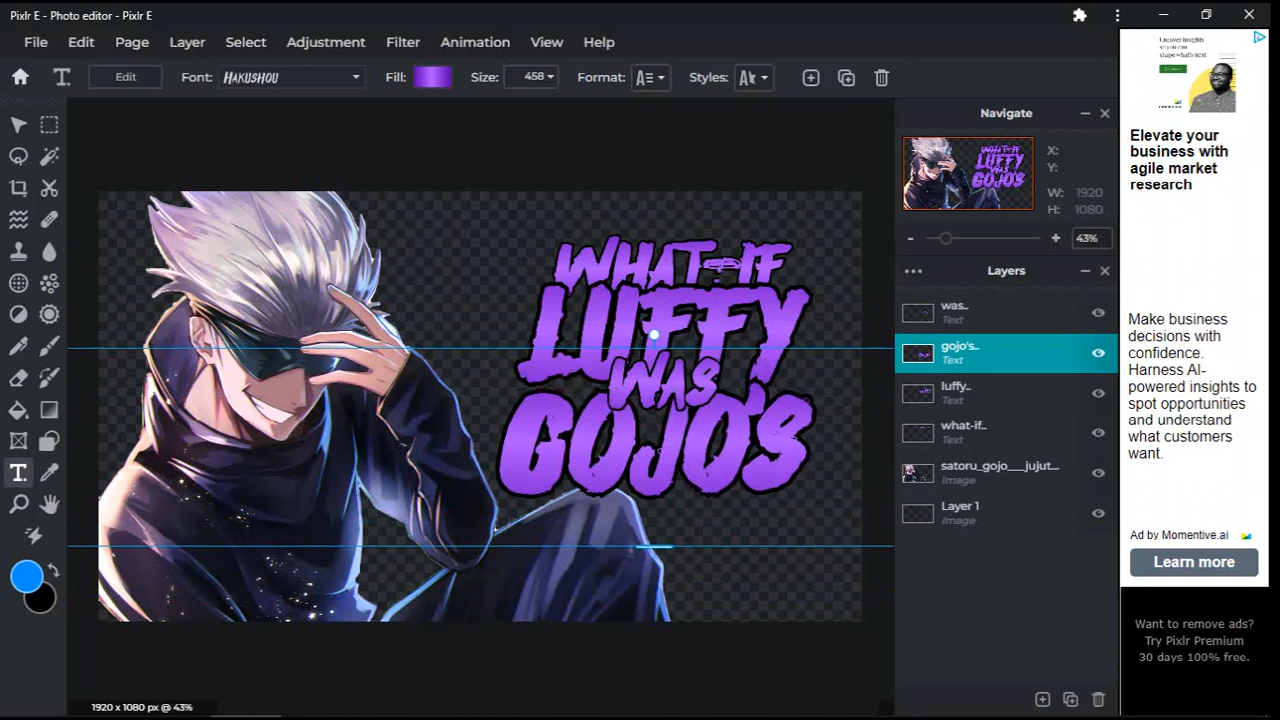 Pixlr E - Photo editor - Pixlr E
File Edit Page Layer Select Adjustment Filter Animation View Help
Edit Font: HAKUSHOU Fill: Size: 458 Format: Styles:
Navigate
X:
Y:
W: 1920
H: 1080
43%
Layers
was..
Text
gojo's..
Text
luffy..
Text
what-if..
Text
satoru_gojo___jujut...
Image
Layer 1
Image
WHAT-IF
LUFFY
WAS
GOJO'S
1920 x 1080 px @ 43%
Elevate your
business with
agile market
research
Make business
decisions with
confidence.
Harness AI-
powered insights to
spot opportunities
and understand
what customers
want.
Ad by Momentive.ai
Learn more
Want to remove ads?
Try Pixlr Premium
30 days 100% free.